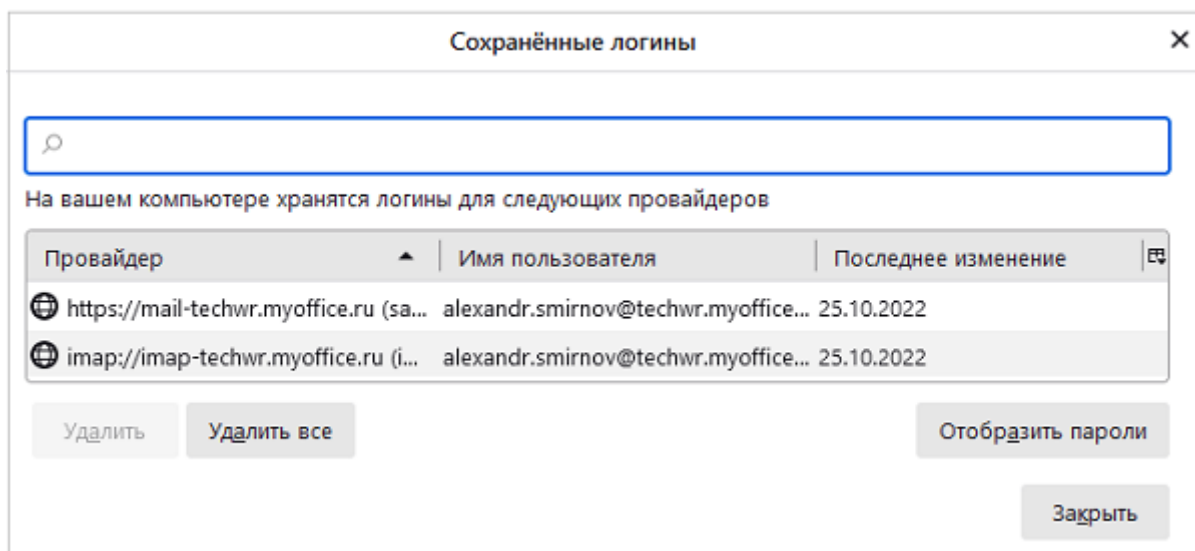 Сохранённые логины
На вашем компьютере хранятся логины для следующих провайдеров
Провайдер Имя пользователя Последнее изменение
https://mail-techwr.myoffice.ru (sa... alexandr.smirnov@techwr.myoffice... 25.10.2022
imap://imap-techwr.myoffice.ru (i... alexandr.smirnov@techwr.myoffice... 25.10.2022
Удалить Удалить все Отобразить пароли
Закрыть